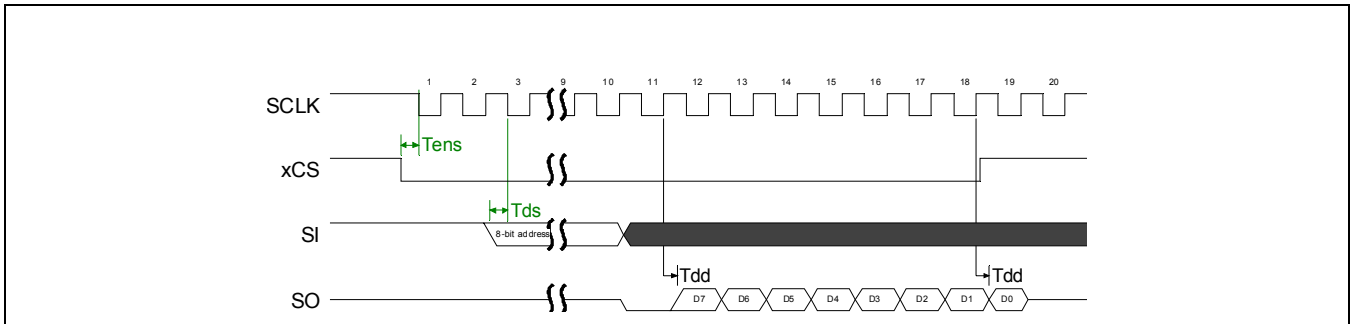 1 2 3 9 10 11 12 13 14 15 16 17 18 19 20
SCLK
Tens
xCS
Tds
SI
8-bit address
Tdd Tdd
SO
D7 D6 D5 D4 D3 D2 D1 D0